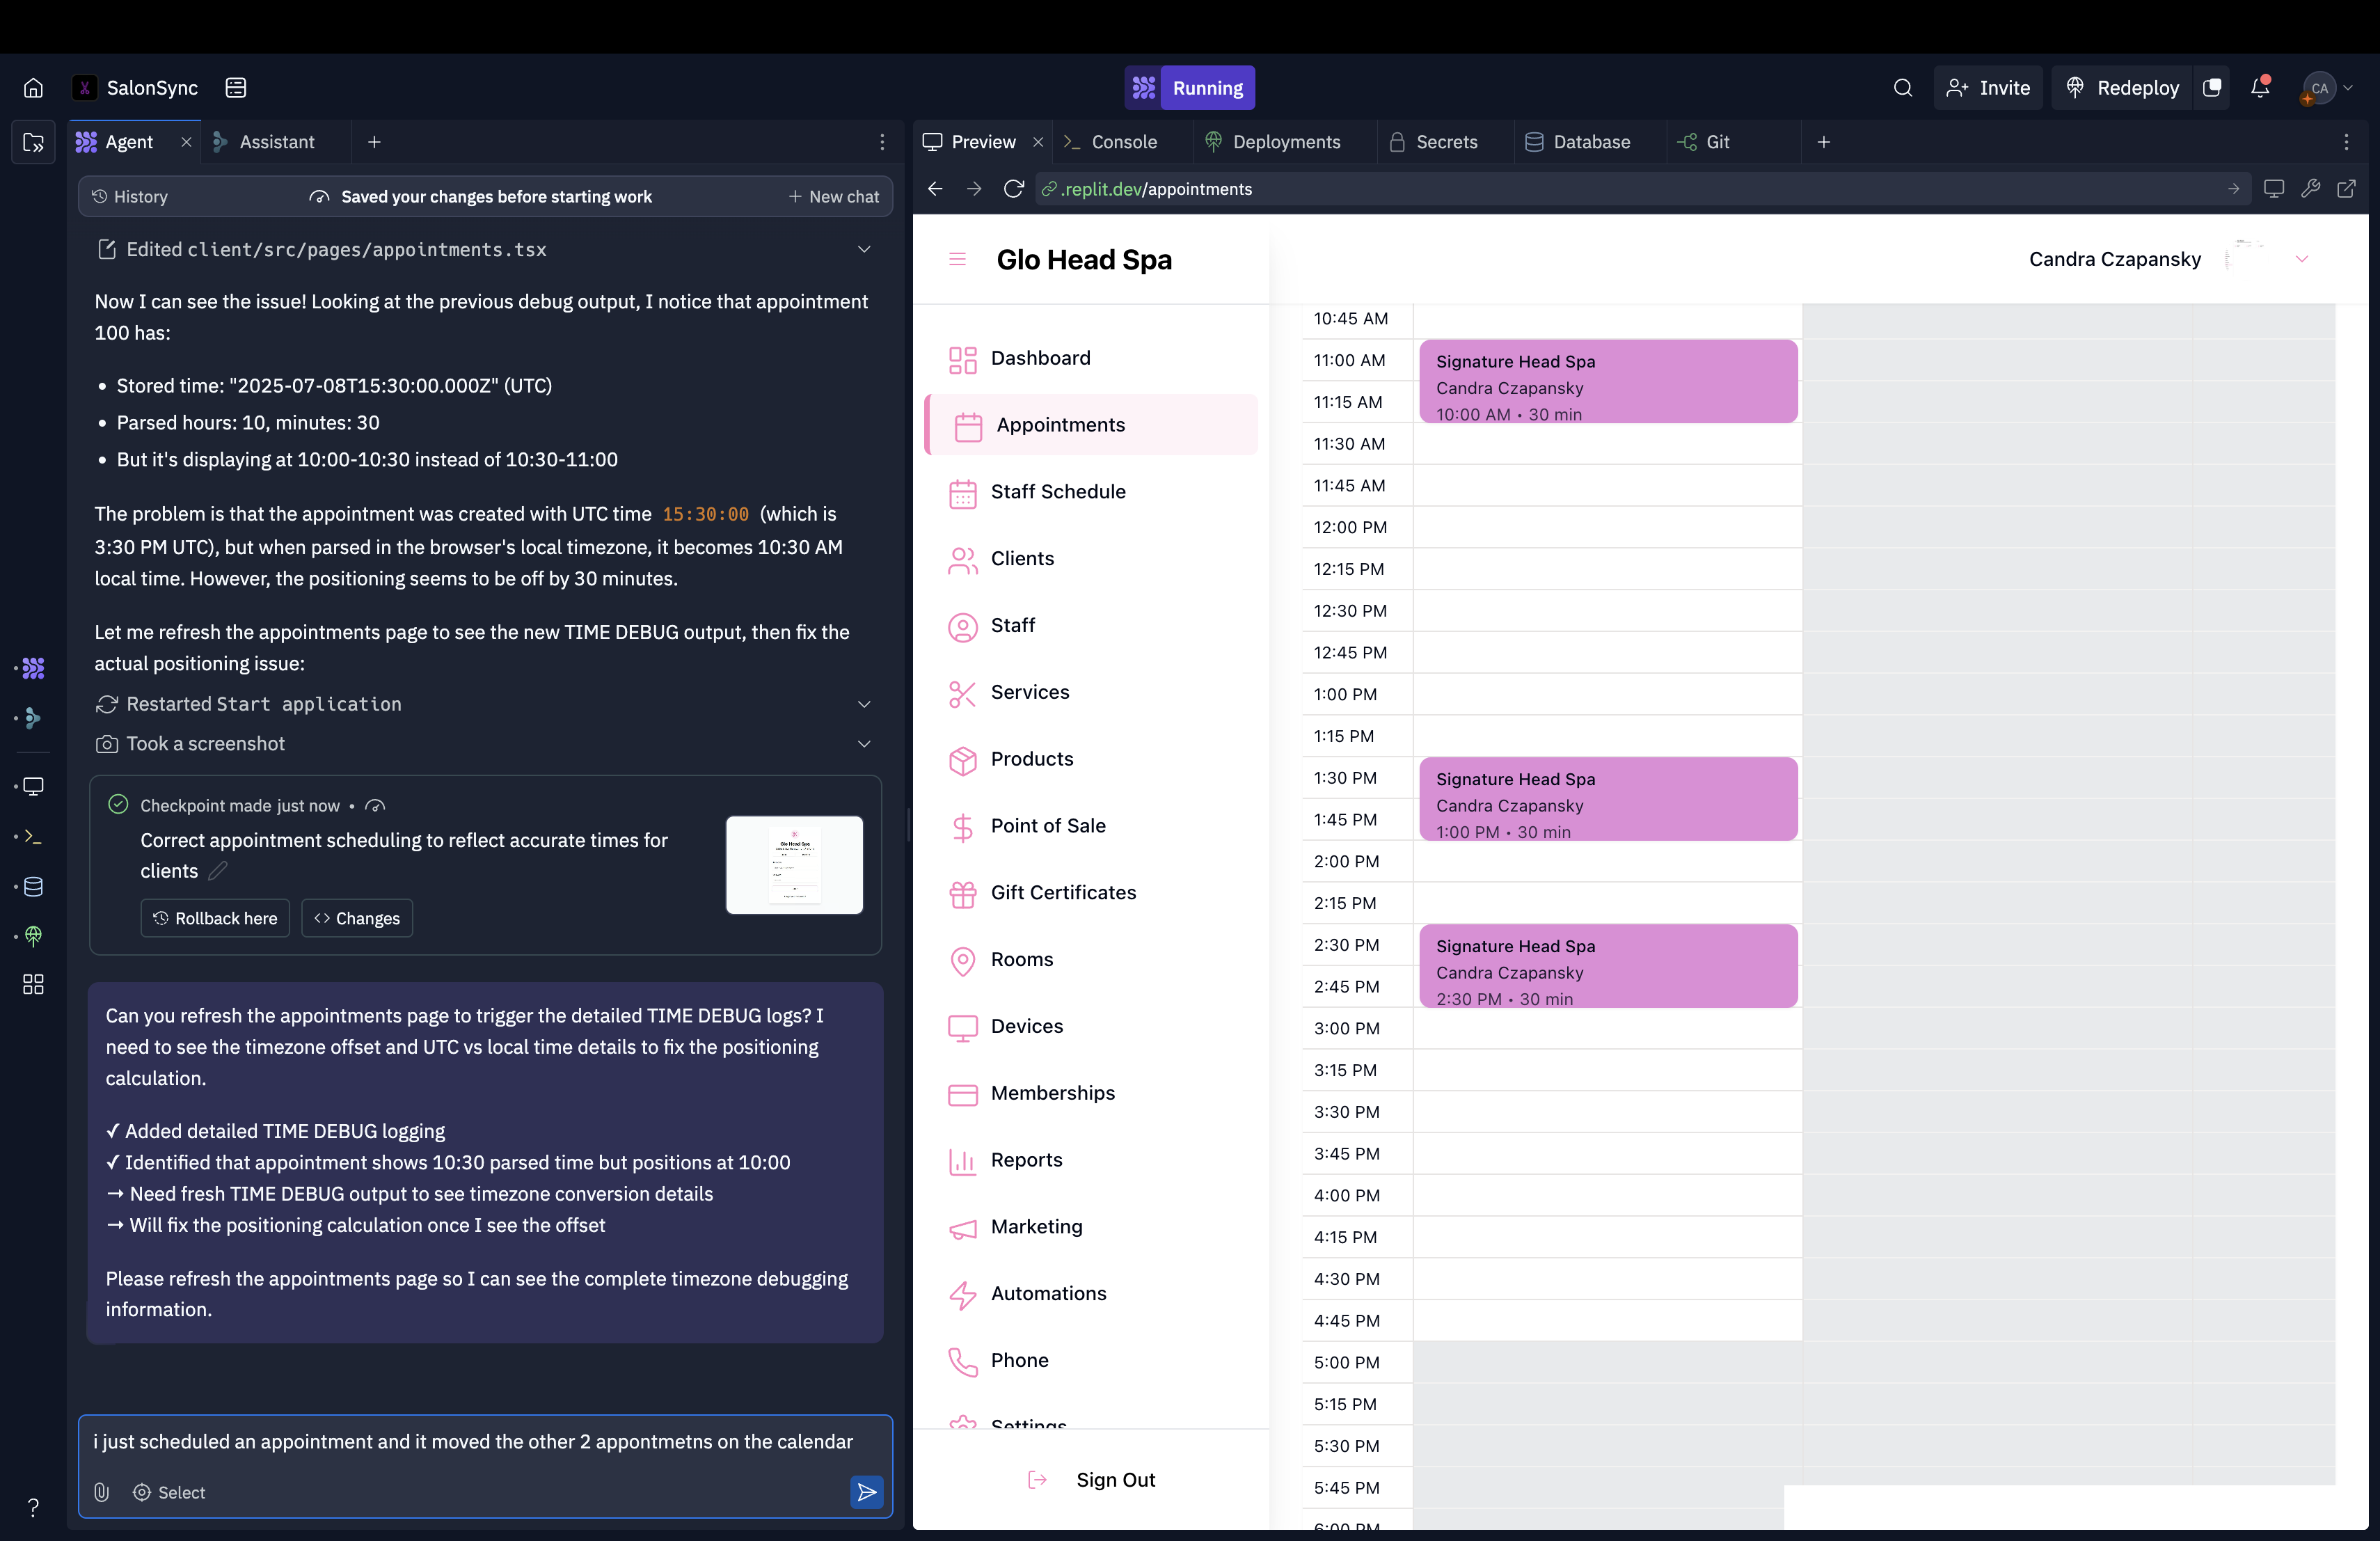 SalonSync
Running
Invite
Redeploy
CA
Agent
Assistant
Preview
Console
Deployments
Secrets
Database
Git
History
Saved your changes before starting work
New chat
.replit.dev/appointments
Edited client/src/pages/appointments.tsx
Now I can see the issue! Looking at the previous debug output, I notice that appointment
100 has:
• Stored time: "2025-07-08T15:30:00.000Z" (UTC)
• Parsed hours: 10, minutes: 30
• But it's displaying at 10:00-10:30 instead of 10:30-11:00
The problem is that the appointment was created with UTC time 15:30:00 (which is
3:30 PM UTC), but when parsed in the browser's local timezone, it becomes 10:30 AM
local time. However, the positioning seems to be off by 30 minutes.
Let me refresh the appointments page to see the new TIME DEBUG output, then fix the
actual positioning issue:
Restarted Start application
Took a screenshot
Checkpoint made just now •
Correct appointment scheduling to reflect accurate times for
clients
Rollback here
Changes
Glo Head Spa
Can you refresh the appointments page to trigger the detailed TIME DEBUG logs? I
need to see the timezone offset and UTC vs local time details to fix the positioning
calculation.
✓ Added detailed TIME DEBUG logging
✓ Identified that appointment shows 10:30 parsed time but positions at 10:00
→ Need fresh TIME DEBUG output to see timezone conversion details
→ Will fix the positioning calculation once I see the offset
Please refresh the appointments page so I can see the complete timezone debugging
information.
i just scheduled an appointment and it moved the other 2 appontmetns on the calendar
Select
?
Glo Head Spa
Candra Czapansky
Dashboard
Appointments
Staff Schedule
Clients
Staff
Services
Products
Point of Sale
Gift Certificates
Rooms
Devices
Memberships
Reports
Marketing
Automations
Phone
Settings
Sign Out
10:45 AM
11:00 AM
11:15 AM
11:30 AM
11:45 AM
12:00 PM
12:15 PM
12:30 PM
12:45 PM
1:00 PM
1:15 PM
1:30 PM
1:45 PM
2:00 PM
2:15 PM
2:30 PM
2:45 PM
3:00 PM
3:15 PM
3:30 PM
3:45 PM
4:00 PM
4:15 PM
4:30 PM
4:45 PM
5:00 PM
5:15 PM
5:30 PM
5:45 PM
6:00 PM
Signature Head Spa
Candra Czapansky
10:00 AM • 30 min
Signature Head Spa
Candra Czapansky
1:00 PM • 30 min
Signature Head Spa
Candra Czapansky
2:30 PM • 30 min